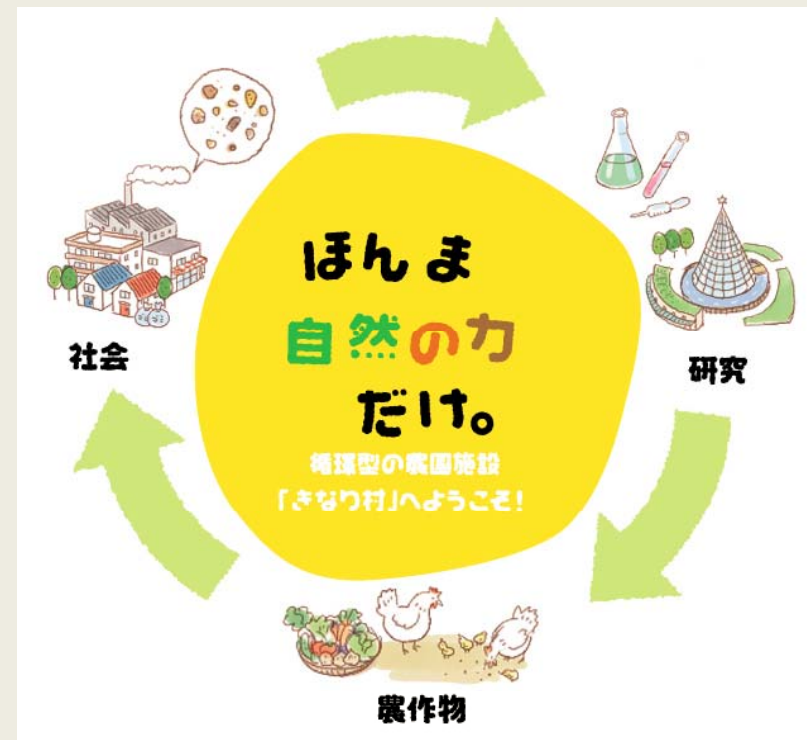 ほんま
自然の力
だけ。
循環型の農園施設
「きなり村」へようこそ！
社会
研究
農作物